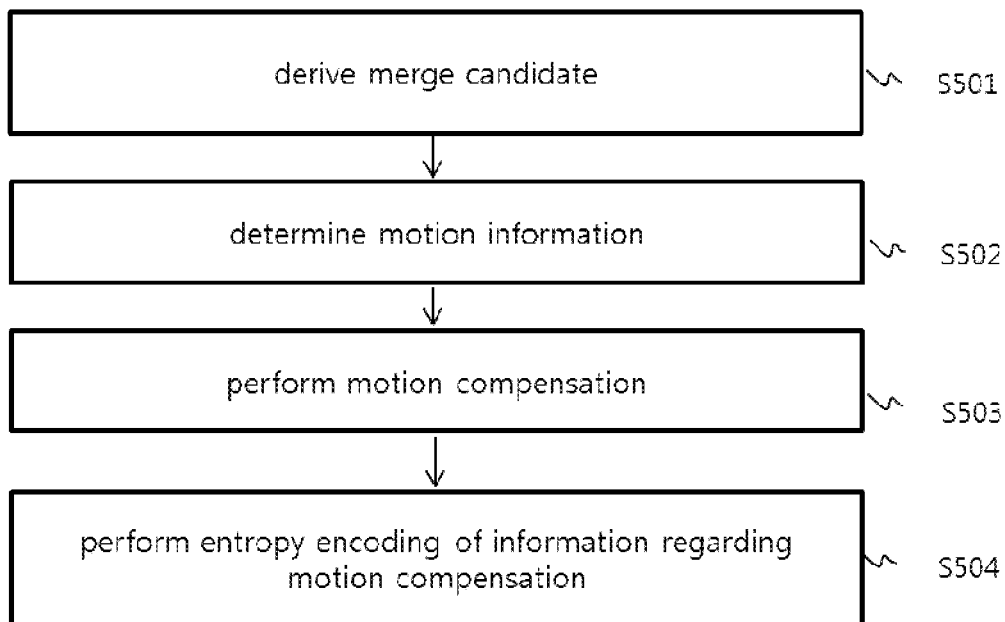 derive merge candidate
S501
determine motion information
S502
perform motion compensation
S503
perform entropy encoding of information regarding
motion compensation
S504